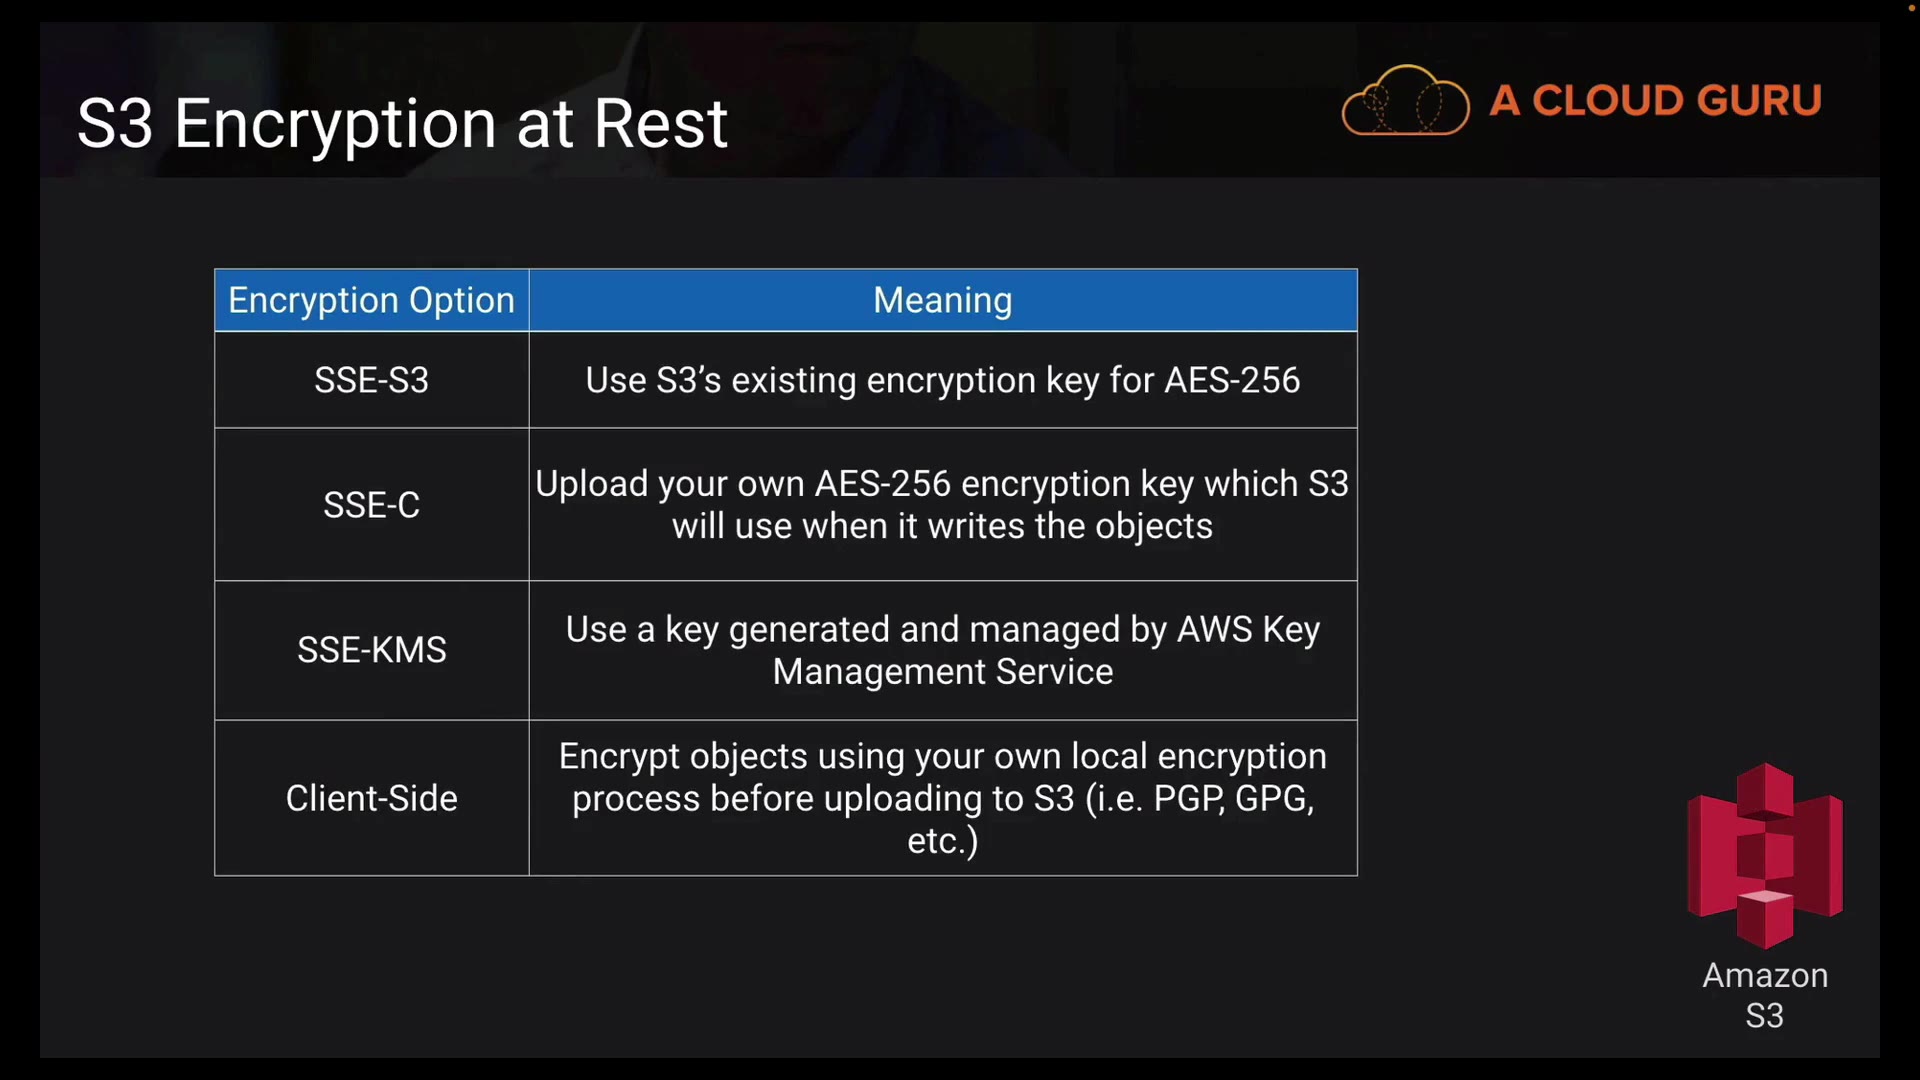 S3 Encryption at Rest
A CLOUD GURU
Encryption Option
Meaning
SSE-S3
Use S3’s existing encryption key for AES-256
SSE-C
Upload your own AES-256 encryption key which S3
will use when it writes the objects
SSE-KMS
Use a key generated and managed by AWS Key
Management Service
Client-Side
Encrypt objects using your own local encryption
process before uploading to S3 (i.e. PGP, GPG,
etc.)
Amazon
S3